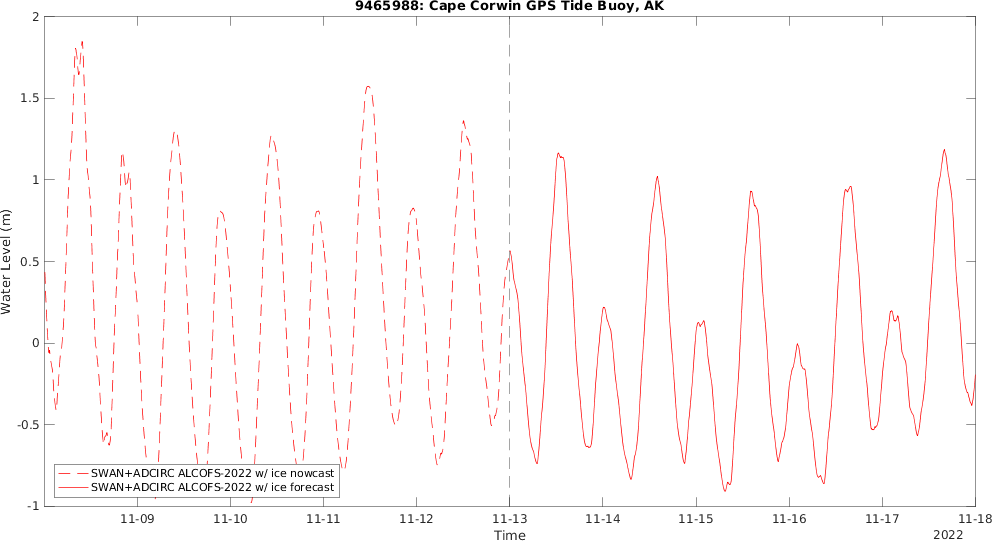 9465988: Cape Corwin GPS Tide Buoy, AK
2
1.5
1
0.5
0
-0.5
-1
Water Level (m)
SWAN+ADCIRC ALCOFS-2022 w/ ice nowcast
SWAN+ADCIRC ALCOFS-2022 w/ ice forecast
11-09 11-10 11-11 11-12 11-13 11-14 11-15 11-16 11-17 11-18
Time
2022